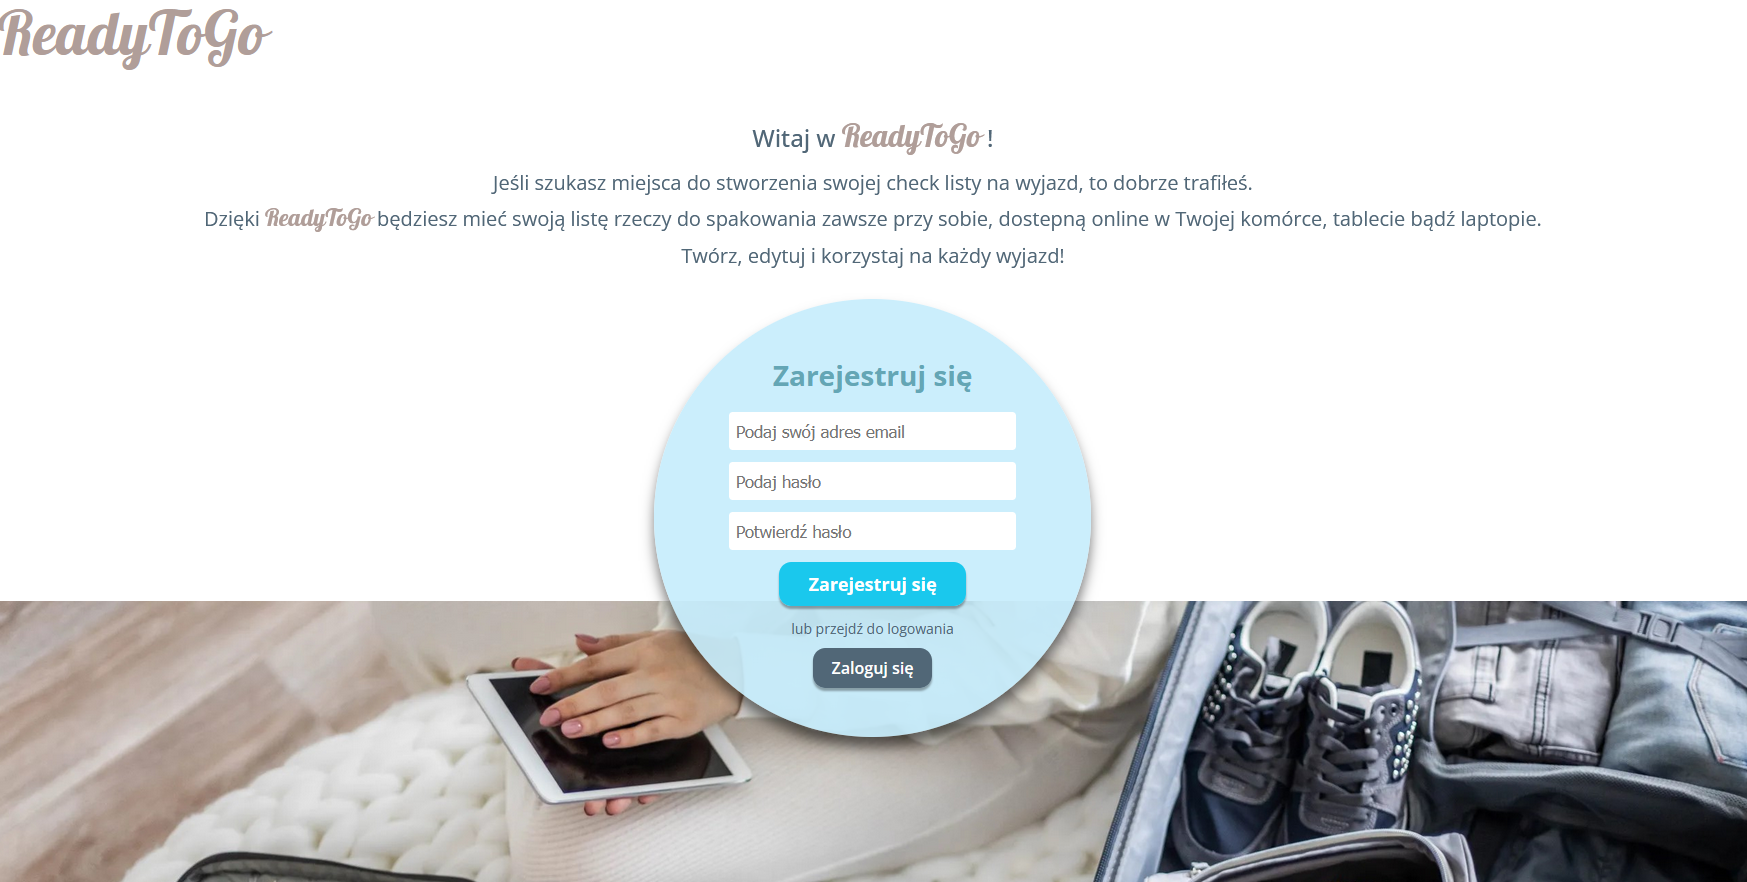 ReadyToGo
Witaj w ReadyToGo !
Jeśli szukasz miejsca do stworzenia swojej check listy na wyjazd, to dobrze trafiłeś.
Dzięki ReadyToGo będziesz mieć swoją listę rzeczy do spakowania zawsze przy sobie, dostepną online w Twojej komórce, tablecie bądź laptopie.
Twórz, edytuj i korzystaj na każdy wyjazd!
Zarejestruj się
Podaj swój adres email
Podaj hasło
Potwierdź hasło
Zarejestruj się
lub przejdź do logowania
Zaloguj się